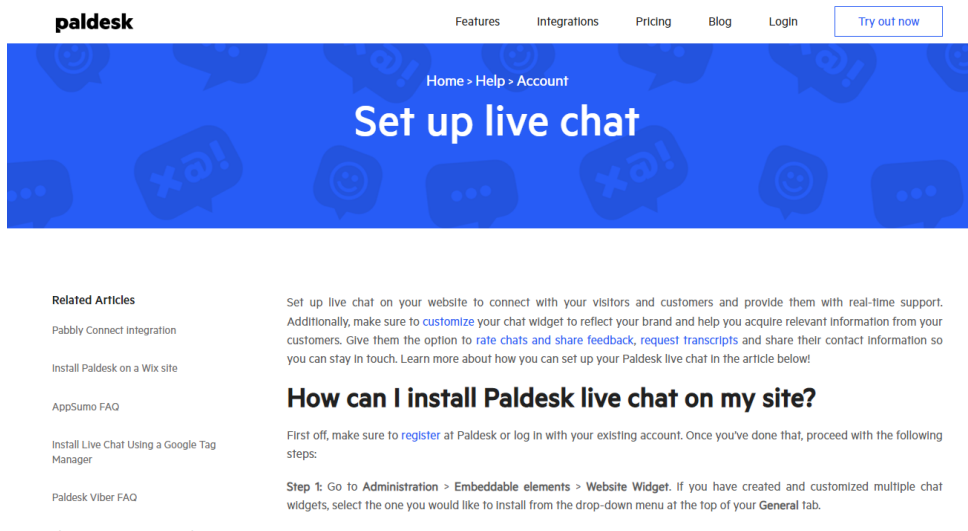 paldesk
Features Integrations Pricing Blog Login Try out now
Home > Help > Account
Set up live chat
Related Articles
Pabbly Connect Integration
Install Paldesk on a Wix site
AppSumo FAQ
Install Live Chat Using a Google Tag
Manager
Paldesk Viber FAQ
Set up live chat on your website to connect with your visitors and customers and provide them with real-time support.
Additionally, make sure to customize your chat widget to reflect your brand and help you acquire relevant information from your
customers. Give them the option to rate chats and share feedback, request transcripts and share their contact information so
you can stay in touch. Learn more about how you can set up your Paldesk live chat in the article below!
How can I install Paldesk live chat on my site?
First off, make sure to register at Paldesk or log in with your existing account. Once you've done that, proceed with the following
steps:
Step 1: Go to Administration > Embeddable elements > Website Widget. If you have created and customized multiple chat
widgets, select the one you would like to install from the drop-down menu at the top of your General tab.